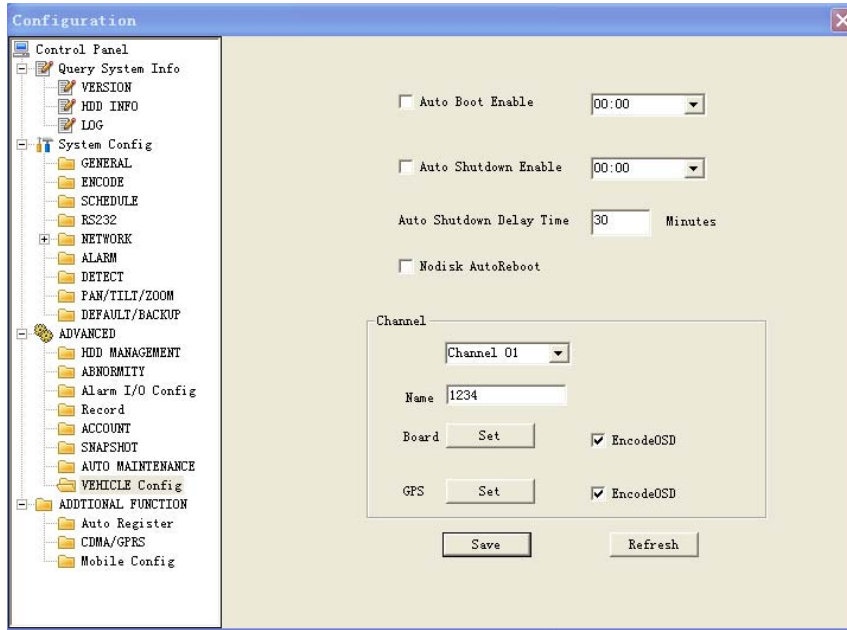 Configuration
Control Panel
Query System Info
VERSION
HDD INFO
LOG
System Config
GENERAL
ENCODE
SCHEDULE
RS232
NETWORK
ALARM
DETECT
PAN/TILT/ZOOM
DEFAULT/BACKUP
ADVANCED
HDD MANAGEMENT
ABNORMITY
Alarm I/O Config
Record
ACCOUNT
SNAPSHOT
AUTO MAINTENANCE
VEHICLE Config
ADDTIONAL FUNCTION
Auto Register
CDMA/GPRS
Mobile Config
Auto Boot Enable 00:00
Auto Shutdown Enable 00:00
Auto Shutdown Delay Time 30 Minutes
Nodisk AutoReboot
Channel
Channel 01
Name 1234
Board Set EncodeOSD
GPS Set EncodeOSD
Save Refresh